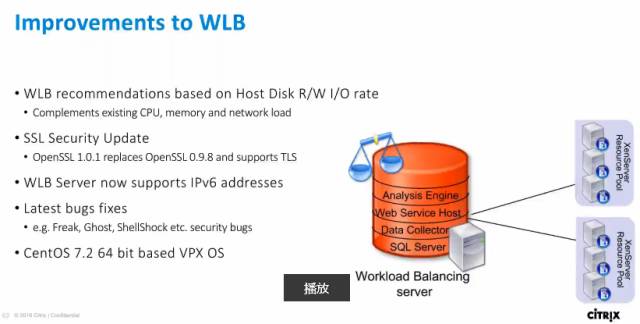 Improvements to WLB
• WLB recommendations based on Host Disk R/W I/O rate
• Complements existing CPU, memory and network load
• SSL Security Update
• OpenSSL 1.0.1 replaces OpenSSL 0.9.8 and supports TLS
• WLB Server now supports IPv6 addresses
• Latest bugs fixes
• e.g. Freak, Ghost, ShellShock etc. security bugs
• CentOS 7.2 64 bit based VPX OS
Analysis Engine
Web Service Host
Data Collector
SQL Server
Workload Balancing
server
XenServer
Resource Pool
XenServer
Resource Pool
播放
© 2016 Citrix | Confidential
CITRIX